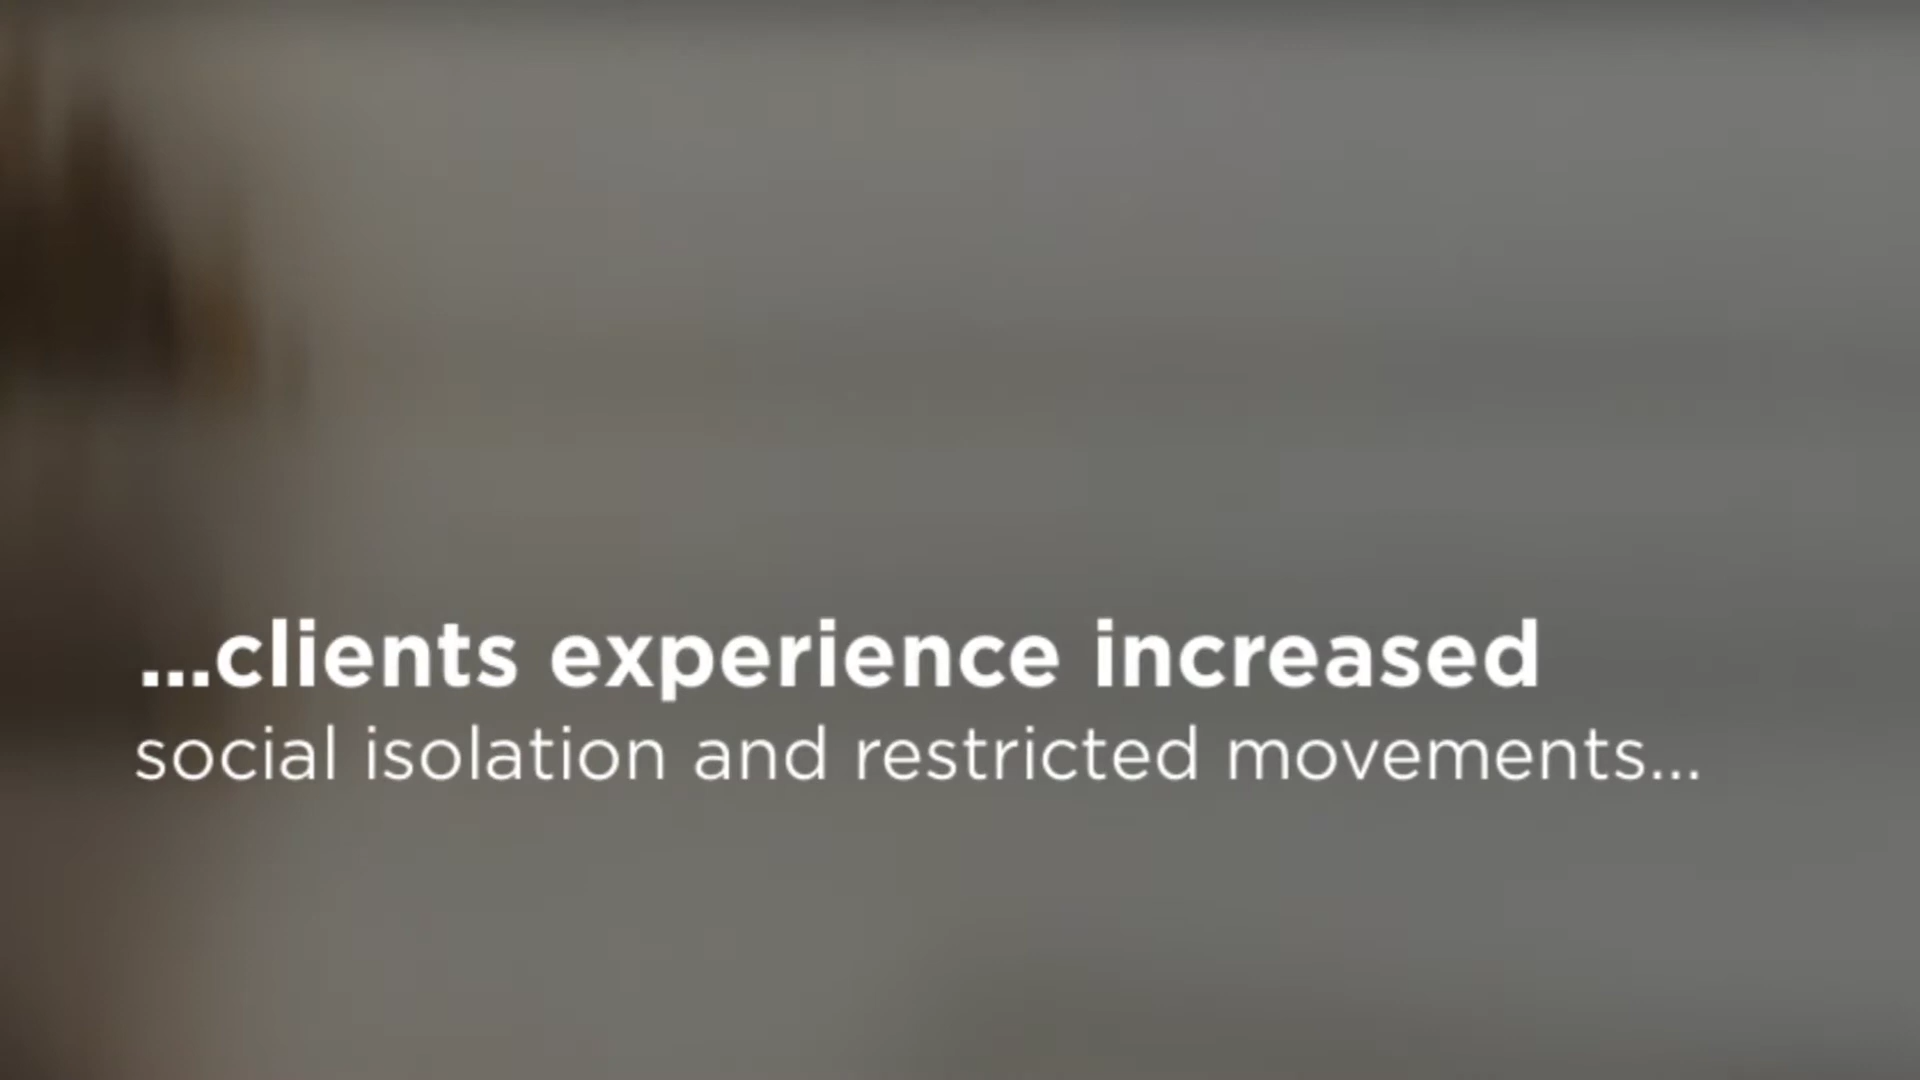 ...clients experience increased
social isolation and restricted movements...